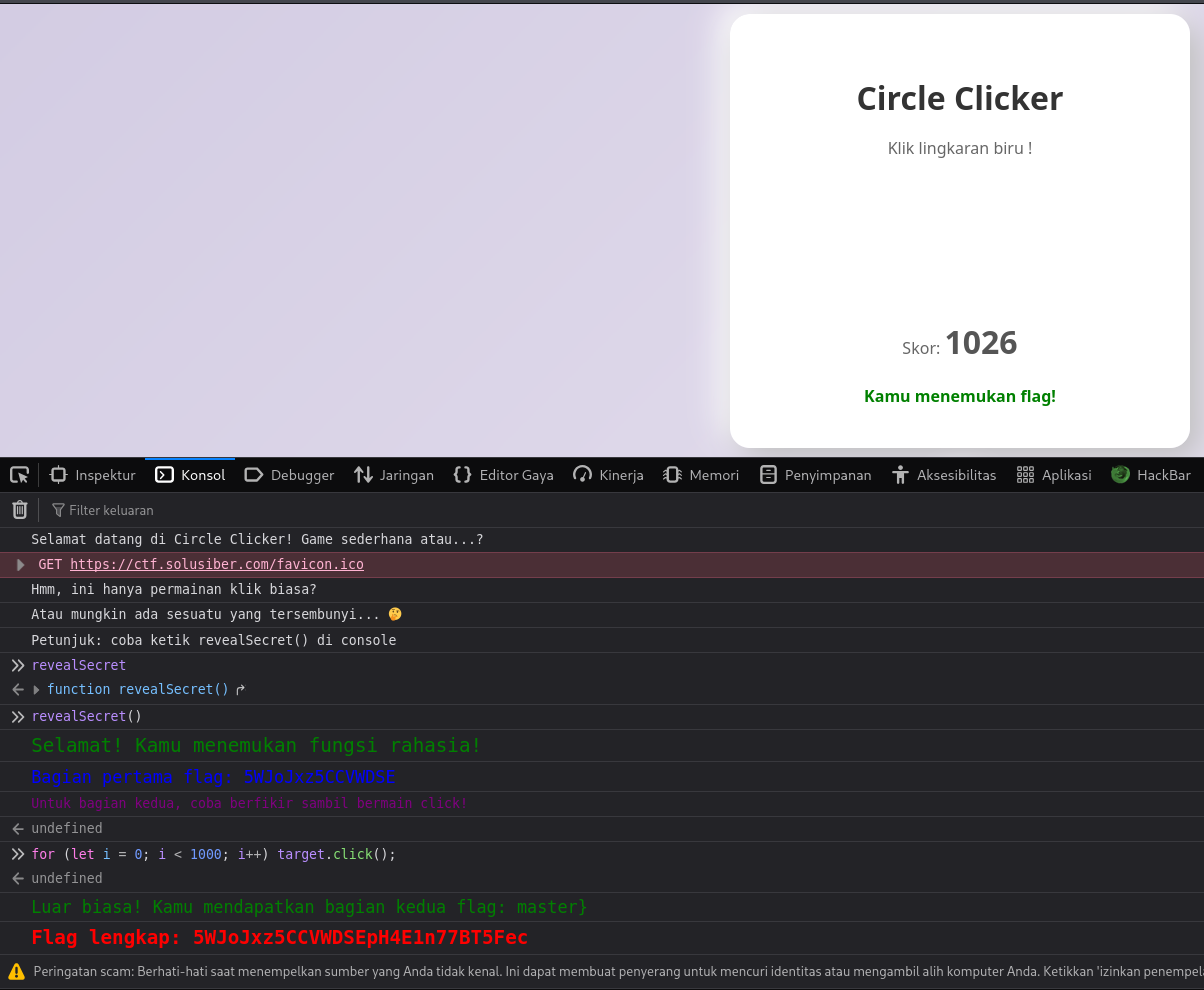 Circle Clicker
Klik lingkaran biru !
Skor: 1026
Kamu menemukan flag!
Inspektur Konsol Debugger Jaringan Editor Gaya Kinerja Memori Penyimpanan Aksesibilitas Aplikasi HackBar
Filter keluaran
Selamat datang di Circle Clicker! Game sederhana atau...?
GET https://ctf.solusiber.com/favicon.ico
Hmm, ini hanya permainan klik biasa?
Atau mungkin ada sesuatu yang tersembunyi... 🤔
Petunjuk: coba ketik revealSecret() di console
revealSecret
function revealSecret()
revealSecret()
Selamat! Kamu menemukan fungsi rahasia!
Bagian pertama flag: 5WJoJxz5CCVWDSE
Untuk bagian kedua, coba berfikir sambil bermain click!
undefined
for (let i = 0; i < 1000; i++) target.click();
undefined
Luar biasa! Kamu mendapatkan bagian kedua flag: master}
Flag lengkap: 5WJoJxz5CCVWDSEpH4E1n77BT5Fec
Peringatan scam: Berhati-hati saat menempelkan sumber yang Anda tidak kenal. Ini dapat membuat penyerang untuk mencuri identitas atau mengambil alih komputer Anda. Ketikkan 'izinkan penempel